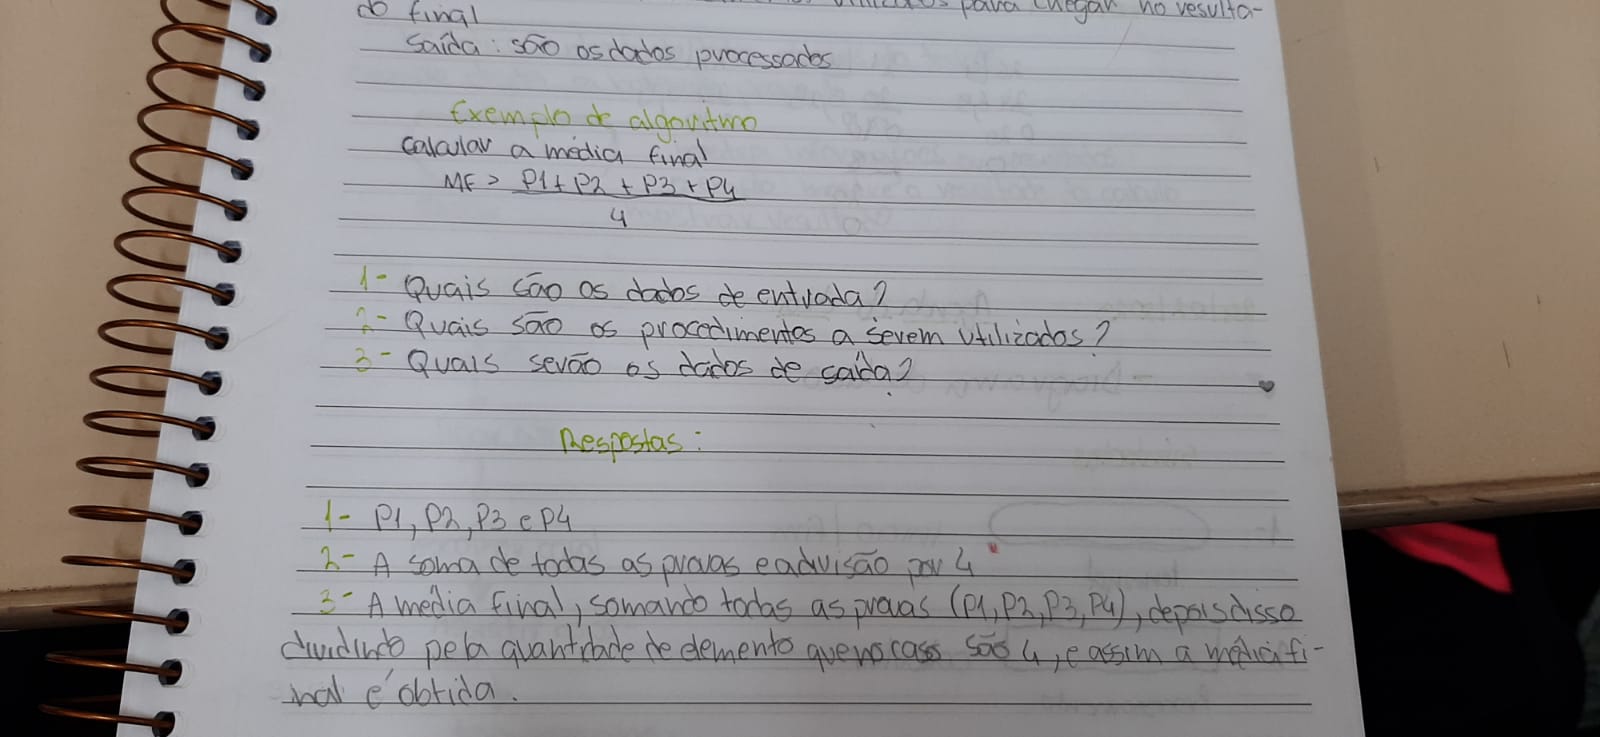 utilizados para chegar no resulta-
do final
Saída: são os dados processados
Exemplo de algoritmo
Calcular a média final
MF > P1 + P2 + P3 + P4
4
1- Quais são os dados de entrada?
2- Quais são os procedimentos a serem utilizados?
3- Quais serão os dados de saída?
Respostas:
1- P1, P2, P3 e P4
2- A soma de todas as provas e a divisão por 4
3- A média final, somando todas as provas (P1, P2, P3, P4), depois disso
dividindo pela quantidade de elemento que no caso são 4, e assim a média fi-
nal é obtida.